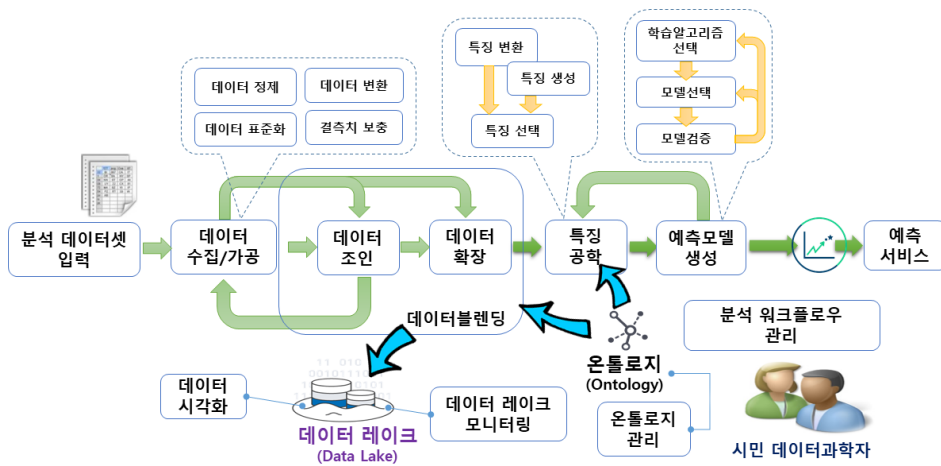 특징 변환
특징 생성
특징 선택
학습알고리즘
선택
모델선택
모델검증
데이터 정제
데이터 변환
데이터 표준화
결측치 보충
분석 데이터셋
입력
데이터
수집/가공
데이터
조인
데이터
확장
특징
공학
예측모델
생성
예측
서비스
데이터블렌딩
온톨로지
(Ontology)
분석 워크플로우
관리
데이터
시각화
데이터 레이크
(Data Lake)
데이터 레이크
모니터링
온톨로지
관리
시민 데이터과학자